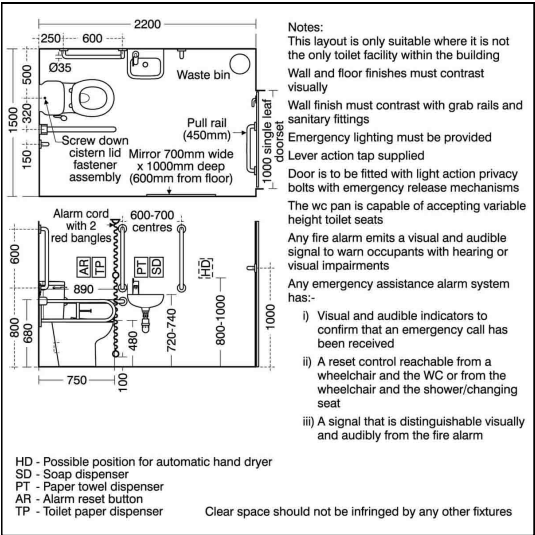 2200
250
600
Ø35
500
1500
320
150
Waste bin
Pull rail
(450mm)
1000 single leaf
doorset
Screw down
cistern lid
fastener
assembly
Mirror 700mm wide
x 1000mm deep
(600mm from floor)
Alarm cord
with 2
red bangles
600-700
centres
600
AR
TP
PT
SD
HD
890
800
680
480
720-740
800-1000
1000
750
100
Notes:
This layout is only suitable where it is not
the only toilet facility within the building
Wall and floor finishes must contrast
visually
Wall finish must contrast with grab rails and
sanitary fittings
Emergency lighting must be provided
Lever action tap supplied
Door is to be fitted with light action privacy
bolts with emergency release mechanisms
The wc pan is capable of accepting variable
height toilet seats
Any fire alarm emits a visual and audible
signal to warn occupants with hearing or
visual impairments
Any emergency assistance alarm system
has:-
i) Visual and audible indicators to
confirm that an emergency call has
been received
ii) A reset control reachable from a
wheelchair and the WC or from the
wheelchair and the shower/changing
seat
iii) A signal that is distinguishable visually
and audibly from the fire alarm
HD - Possible position for automatic hand dryer
SD - Soap dispenser
PT - Paper towel dispenser
AR - Alarm reset button
TP - Toilet paper dispenser
Clear space should not be infringed by any other fixtures